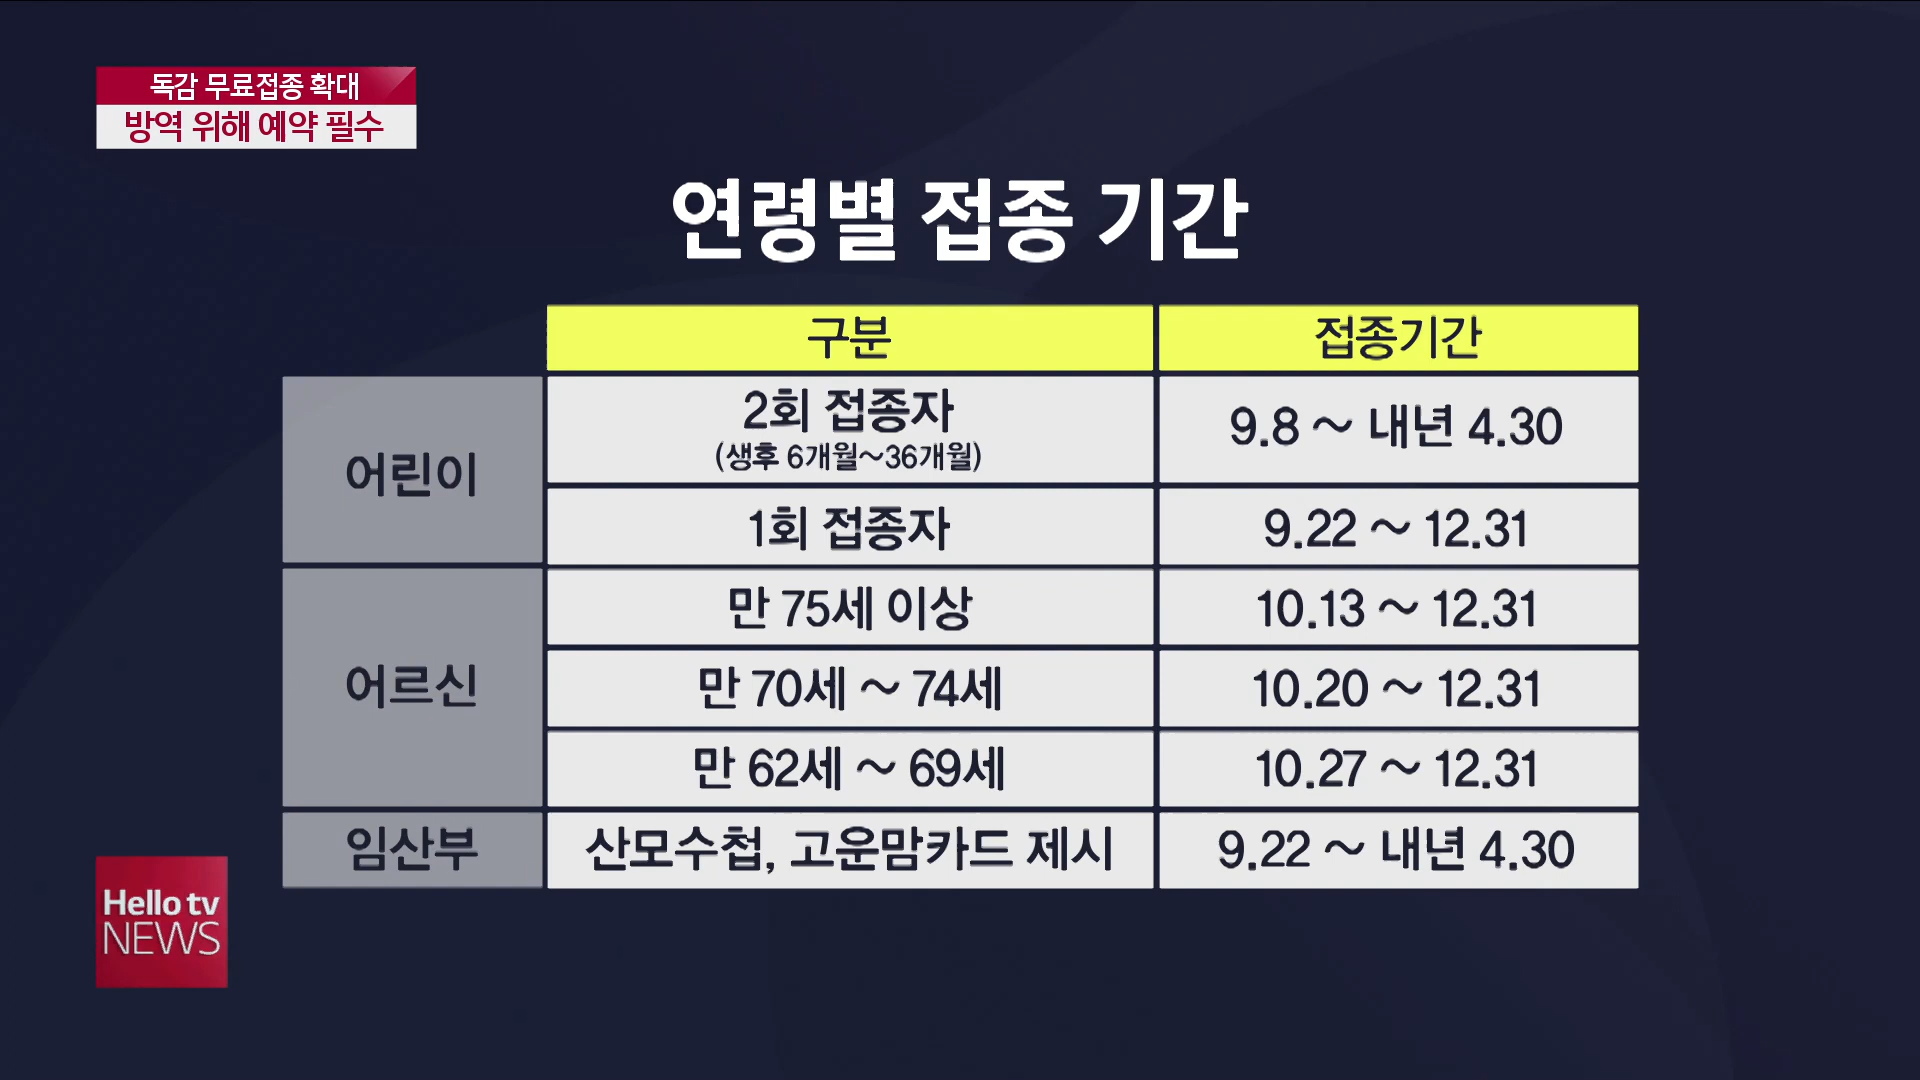 독감 무료접종 확대
방역 위해 예약 필수
연령별 접종 기간
구분 접종기간
어린이
2회 접종자 9.8 ~ 내년 4.30
(생후 6개월~36개월)
1회 접종자 9.22 ~ 12.31
어르신
만 75세 이상 10.13 ~ 12.31
만 70세 ~ 74세 10.20 ~ 12.31
만 62세 ~ 69세 10.27 ~ 12.31
임산부 산모수첩, 고운맘카드 제시 9.22 ~ 내년 4.30
Hello tv
NEWS